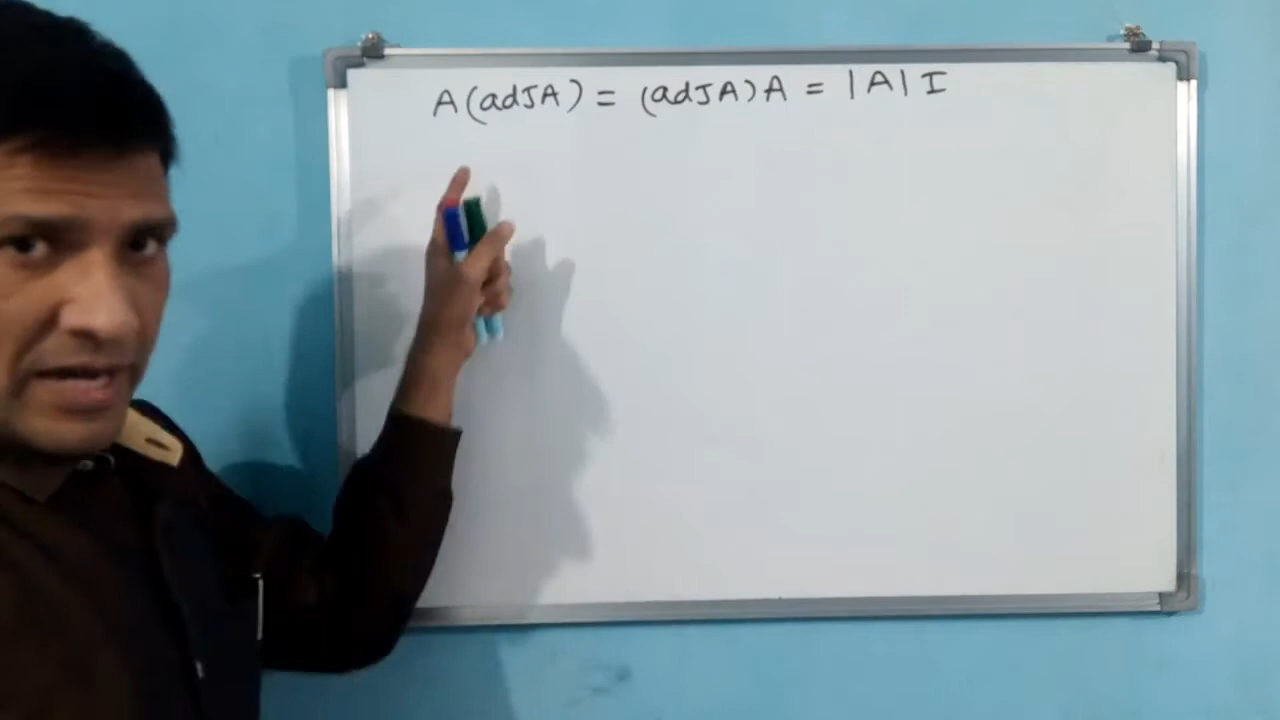 A(adJA) = (adJA)A = |A| I